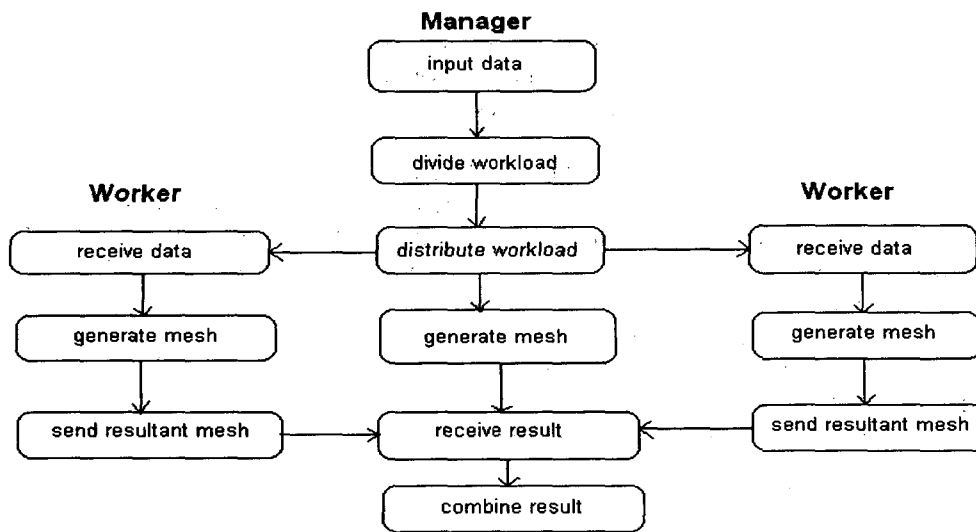 Manager
input data
divide workload
Worker
Worker
receive data
distribute workload
receive data
generate mesh
generate mesh
generate mesh
send resultant mesh
receive result
send resultant mesh
combine result